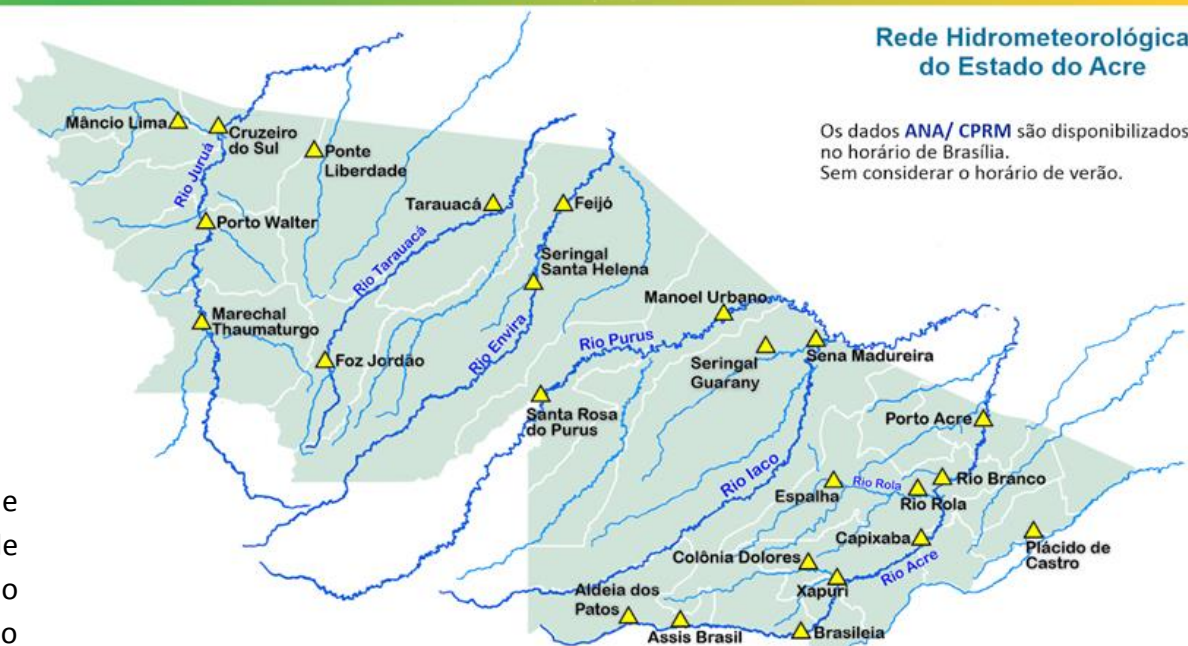 Rede Hidrometeorológica
do Estado do Acre
Os dados ANA/ CPRM são disponibilizados
no horário de Brasília.
Sem considerar o horário de verão.
Mâncio Lima
Cruzeiro
do Sul
Ponte
Liberdade
Rio Juruá
Porto Walter
Tarauacá
Feijó
Rio Tarauacá
Seringal
Santa Helena
Marechal
Thaumaturgo
Foz Jordão
Rio Envira
Manoel Urbano
Rio Purus
Seringal
Guarany
Sena Madureira
Santa Rosa
do Purus
Porto Acre
Rio Iaco
Espalha
Rio Rola
Rio Rola
Rio Branco
Capixaba
Plácido de
Castro
Colônia Dolores
Xapuri
Rio Acre
Aldeia dos
Patos
Assis Brasil
Brasileia
e
le
o
o